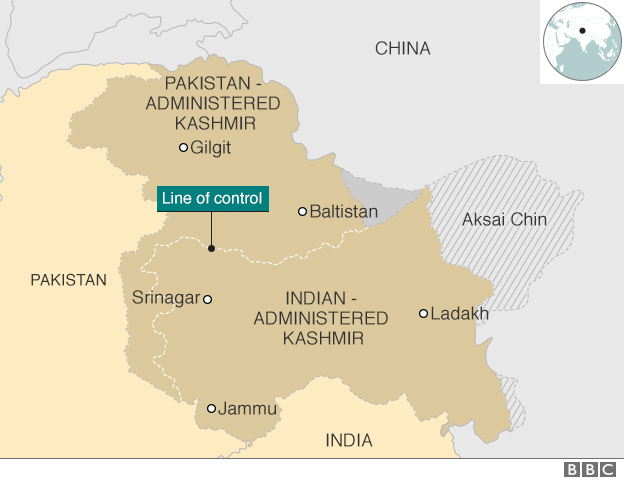 CHINA
PAKISTAN -
ADMINISTERED
KASHMIR
Gilgit
Line of control
Baltistan
Aksai Chin
PAKISTAN
Srinagar
INDIAN -
ADMINISTERED
KASHMIR
Ladakh
Jammu
INDIA
BBC